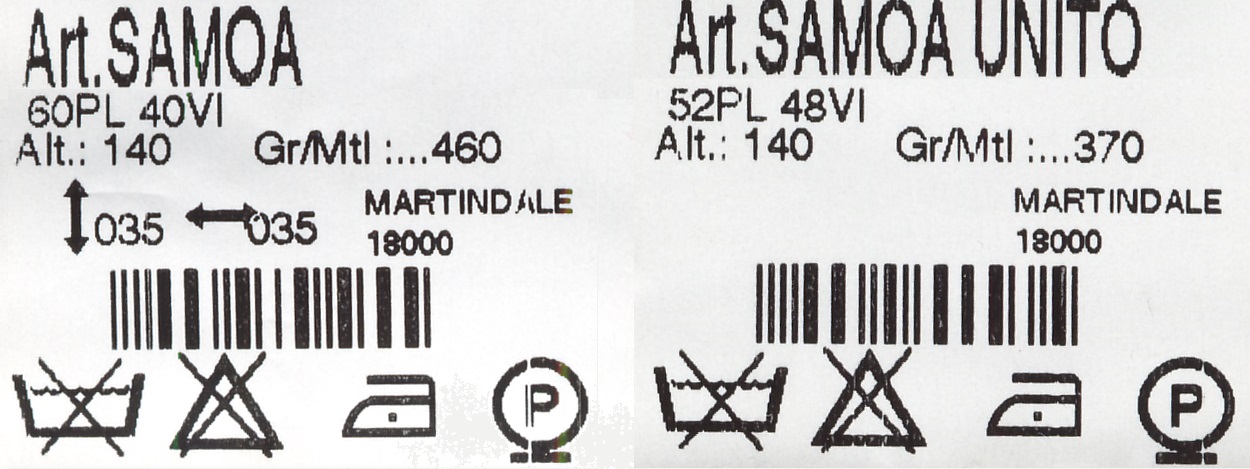 Art.SAMOA
60PL 40VI
Alt.: 140 Gr/Mtl :...460
035 035 MARTINDALE
18000
P
Art.SAMOA UNITO
52PL 48VI
Alt.: 140 Gr/Mtl :...370
MARTINDALE
18000
P